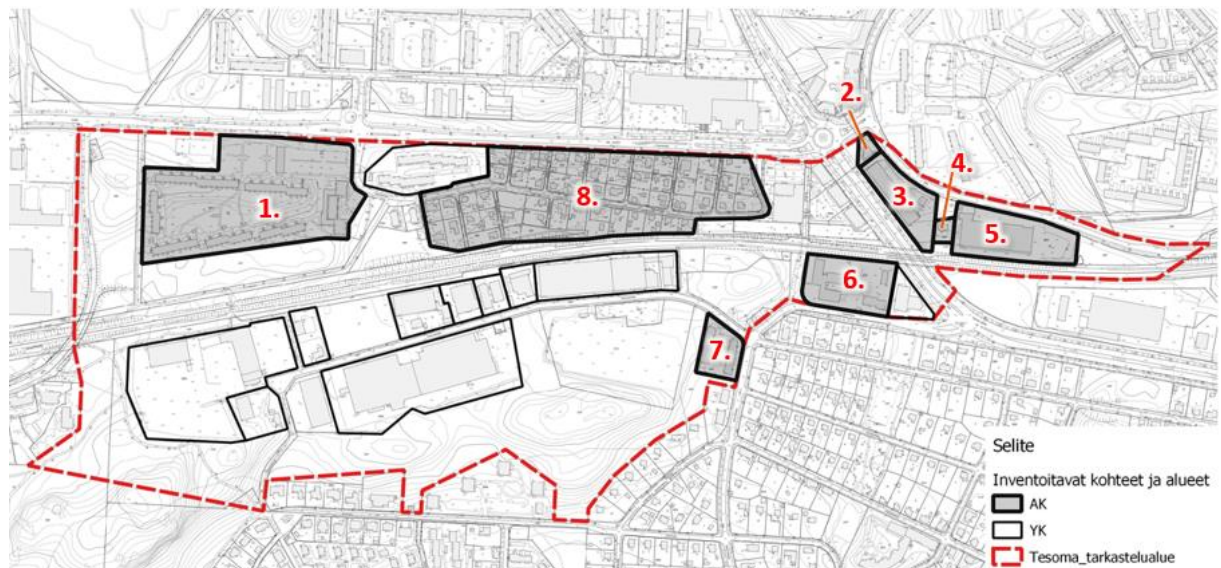 2.
4.
1.
8.
3.
5.
6.
7.
Selite
Inventoitavat kohteet ja alueet
AK
YK
Tesoma_tarkastelualue